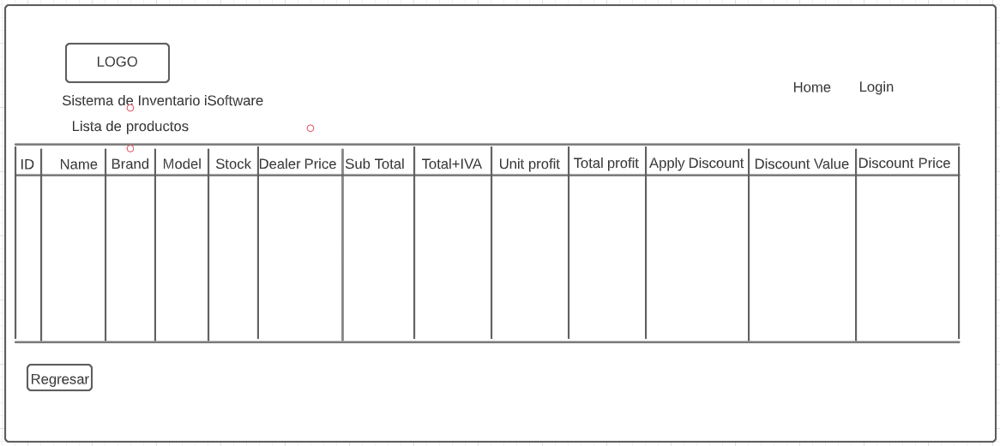 LOGO
Sistema de Inventario iSoftware
Home Login
Lista de productos
ID Name Brand Model Stock Dealer Price Sub Total Total+IVA Unit profit Total profit Apply Discount Discount Value Discount Price
Regresar